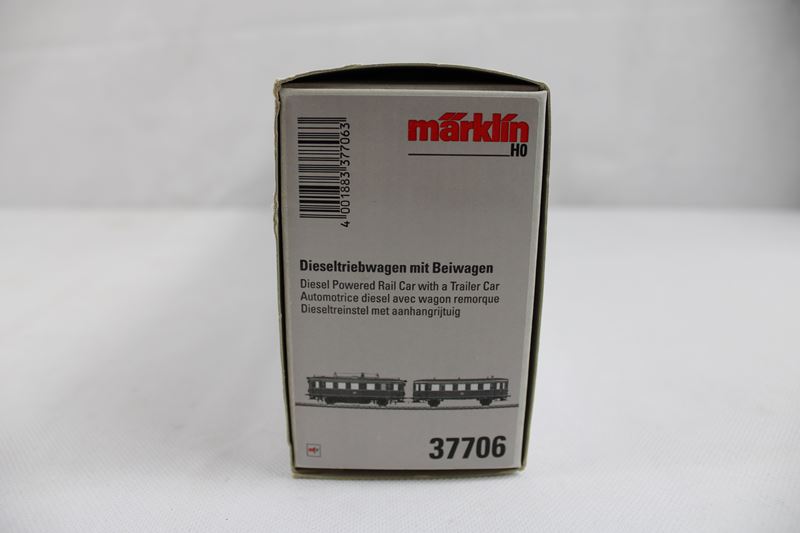 märklín
H0
4 001883 377063
Dieseltriebwagen mit Beiwagen
Diesel Powered Rail Car with a Trailer Car
Automotrice diesel avec wagon remorque
Dieseltreinstel met aanhangrijtuig
37706